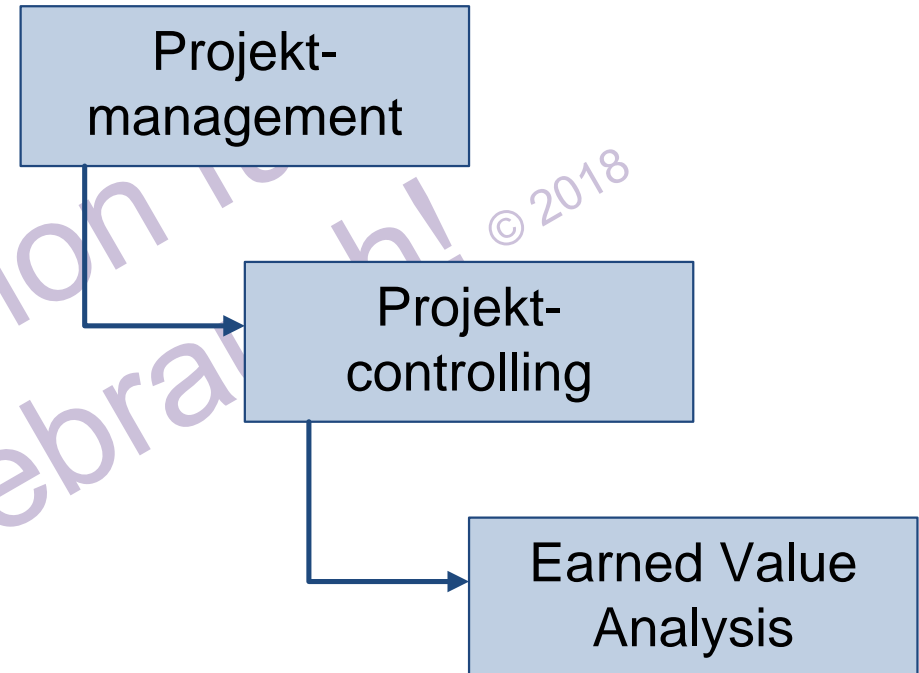 Projekt-
management
© 2018
Projekt-
controlling
Earned Value
Analysis